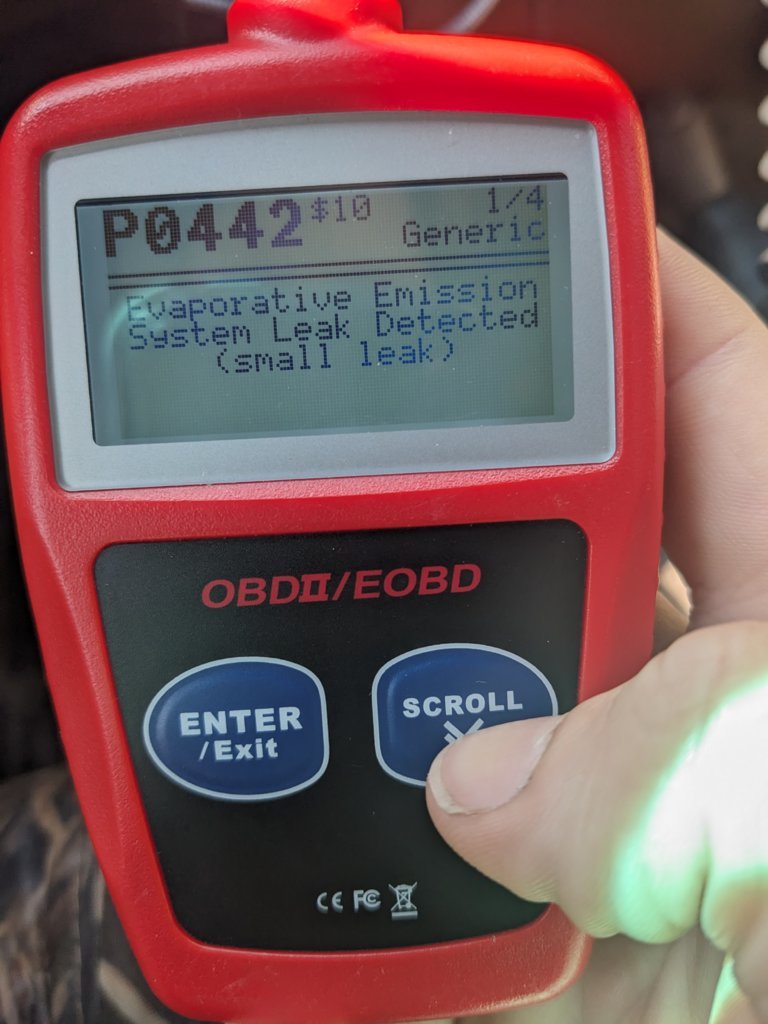 P0442 $10 1/4
Generic
Evaporative Emission
System Leak Detected
(small leak)
OBDII/EOBD
ENTER
/Exit
SCROLL
CE FC